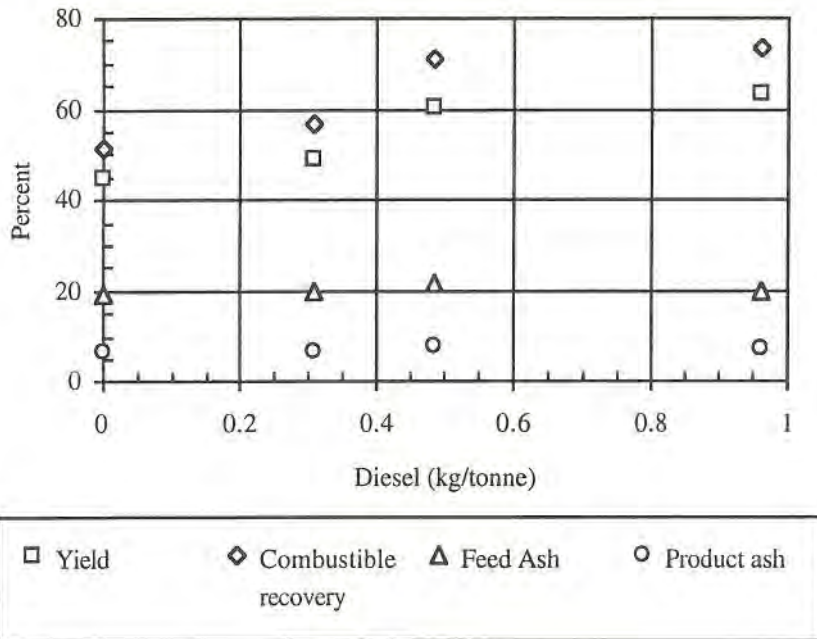 80
60
40
20
0
Percent
0 0.2 0.4 0.6 0.8 1
Diesel (kg/tonne)
Yield
Combustible
recovery
Feed Ash
Product ash